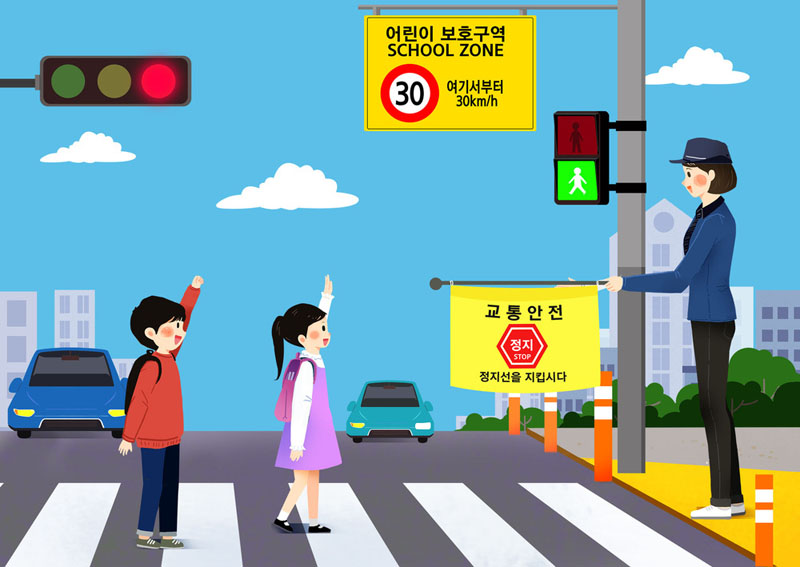 어린이 보호구역
SCHOOL ZONE
30
여기서부터
30km/h
교통안전
정지
STOP
정지선을 지킵시다